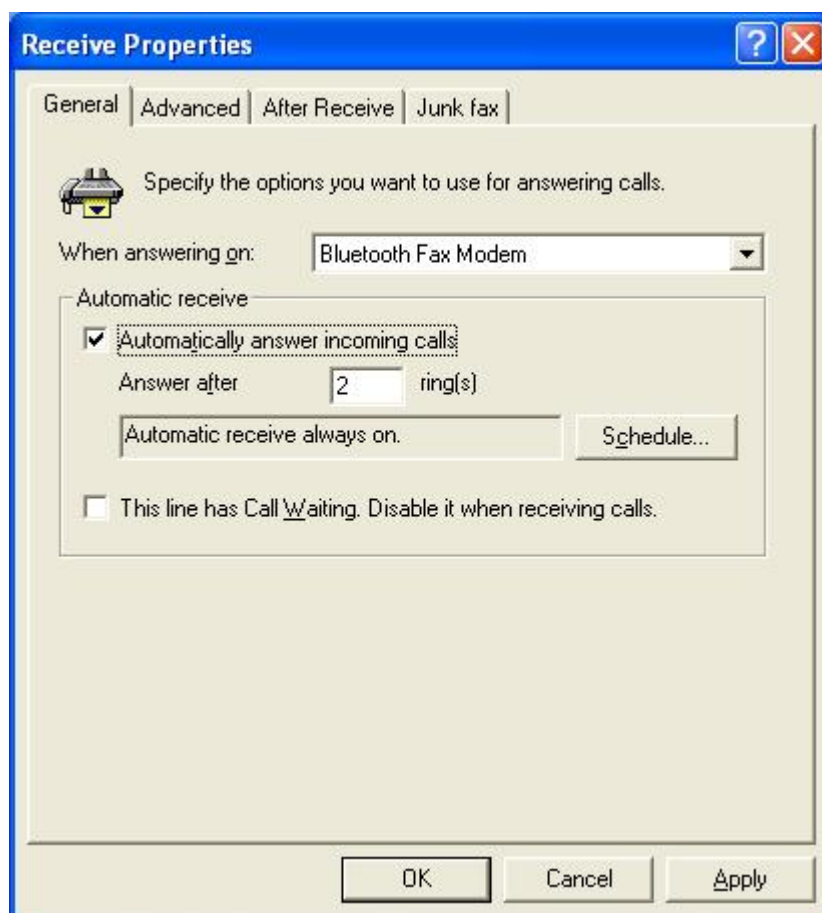 Receive Properties
General Advanced After Receive Junk fax
Specify the options you want to use for answering calls.
When answering on: Bluetooth Fax Modem
Automatic receive
Automatically answer incoming calls
Answer after 2 ring(s)
Automatic receive always on. Schedule...
This line has Call Waiting. Disable it when receiving calls.
OK Cancel Apply